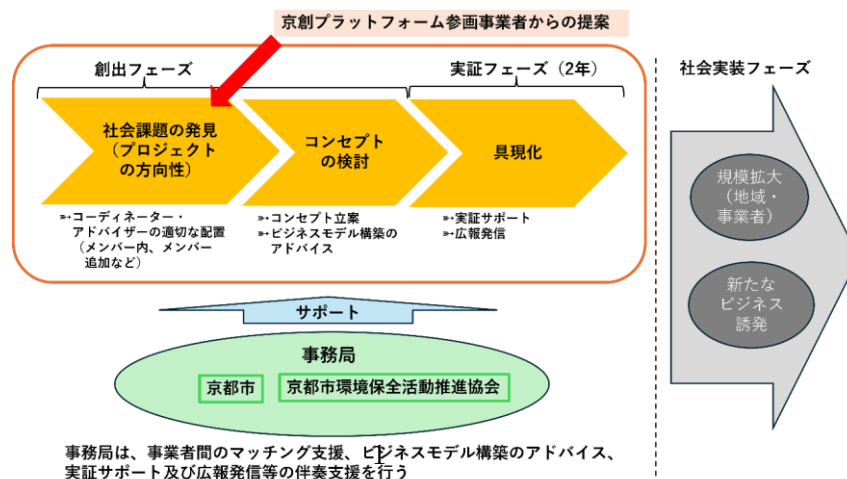 京創プラットフォーム参画事業者からの提案
創出フェーズ
実証フェーズ（2年）
社会実装フェーズ
社会課題の発見
（プロジェクト
の方向性）
コンセプト
の検討
具現化
➳コーディネーター・
アドバイザーの適切な配置
（メンバー内、メンバー
追加など）
➳コンセプト立案
➳ビジネスモデル構築の
アドバイス
➳実証サポート
➳広報発信
規模拡大
（地域・
事業者）
新たな
ビジネス
誘発
サポート
事務局
京都市
京都市環境保全活動推進協会
事務局は、事業者間のマッチング支援、ビジネスモデル構築のアドバイス、
実証サポート及び広報発信等の伴奏支援を行う